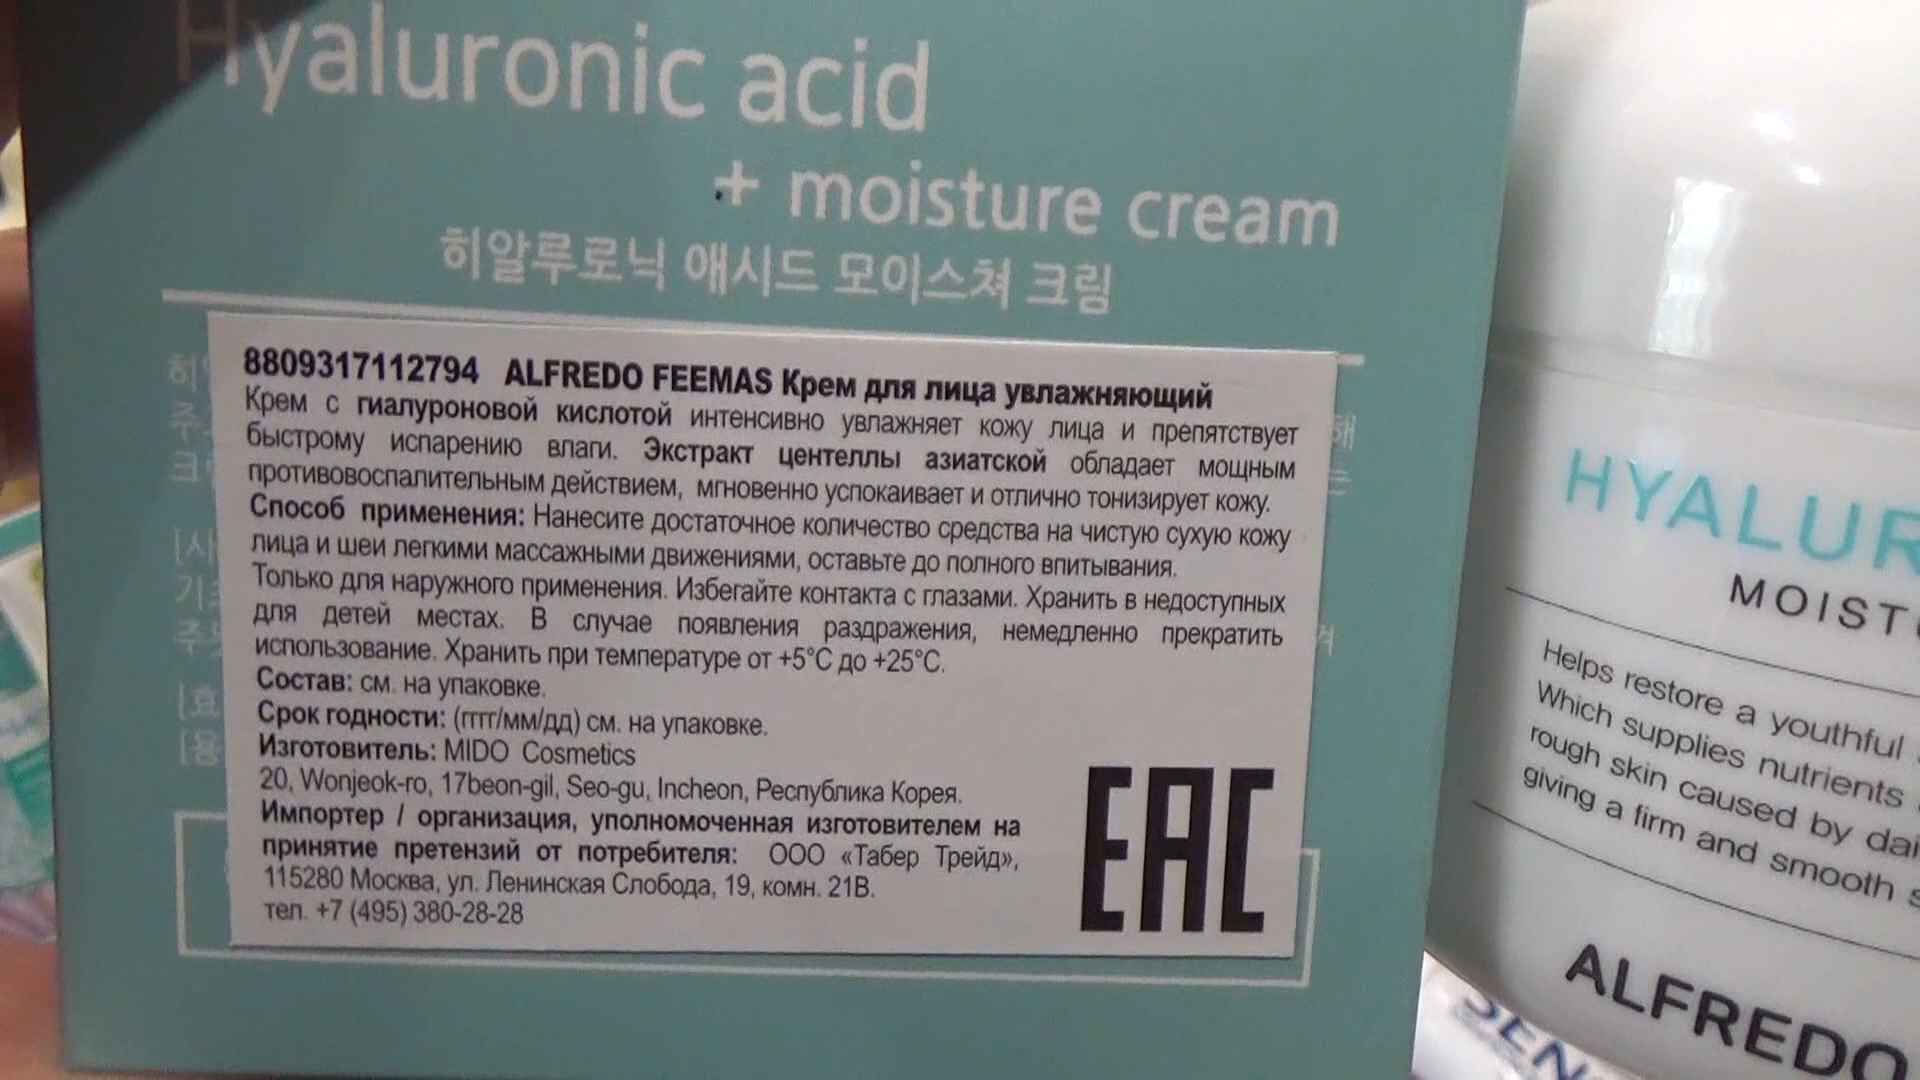 Hyaluronic acid
+ moisture cream
히알루로닉 애시드 모이스쳐 크림
8809317112794 ALFREDO FEEMAS Крем для лица увлажняющий
Крем с гиалуроновой кислотой интенсивно увлажняет кожу лица и препятствует
быстрому испарению влаги. Экстракт центеллы азиатской обладает мощным
противовоспалительным действием, мгновенно успокаивает и отлично тонизирует кожу.
Способ применения: Нанесите достаточное количество средства на чистую сухую кожу
лица и шеи легкими массажными движениями, оставьте до полного впитывания.
Только для наружного применения. Избегайте контакта с глазами. Хранить в недоступных
для детей местах. В случае появления раздражения, немедленно прекратить
использование. Хранить при температуре от +5°C до +25°C.
Состав: см. на упаковке.
Срок годности: (гггг/мм/дд) см. на упаковке.
Изготовитель: MIDO Cosmetics
20, Wonjeok-ro, 17beon-gil, Seo-gu, Incheon, Республика Корея.
Импортер / организация, уполномоченная изготовителем на
принятие претензий от потребителя: ООО «Табер Трейд»,
115280 Москва, ул. Ленинская Слобода, 19, комн. 21В.
тел. +7 (495) 380-28-28
EAC
HYALUR
MOIST
Helps restore a youthful
Which supplies nutrients
rough skin caused by dai
giving a firm and smooth s
ALFREDO